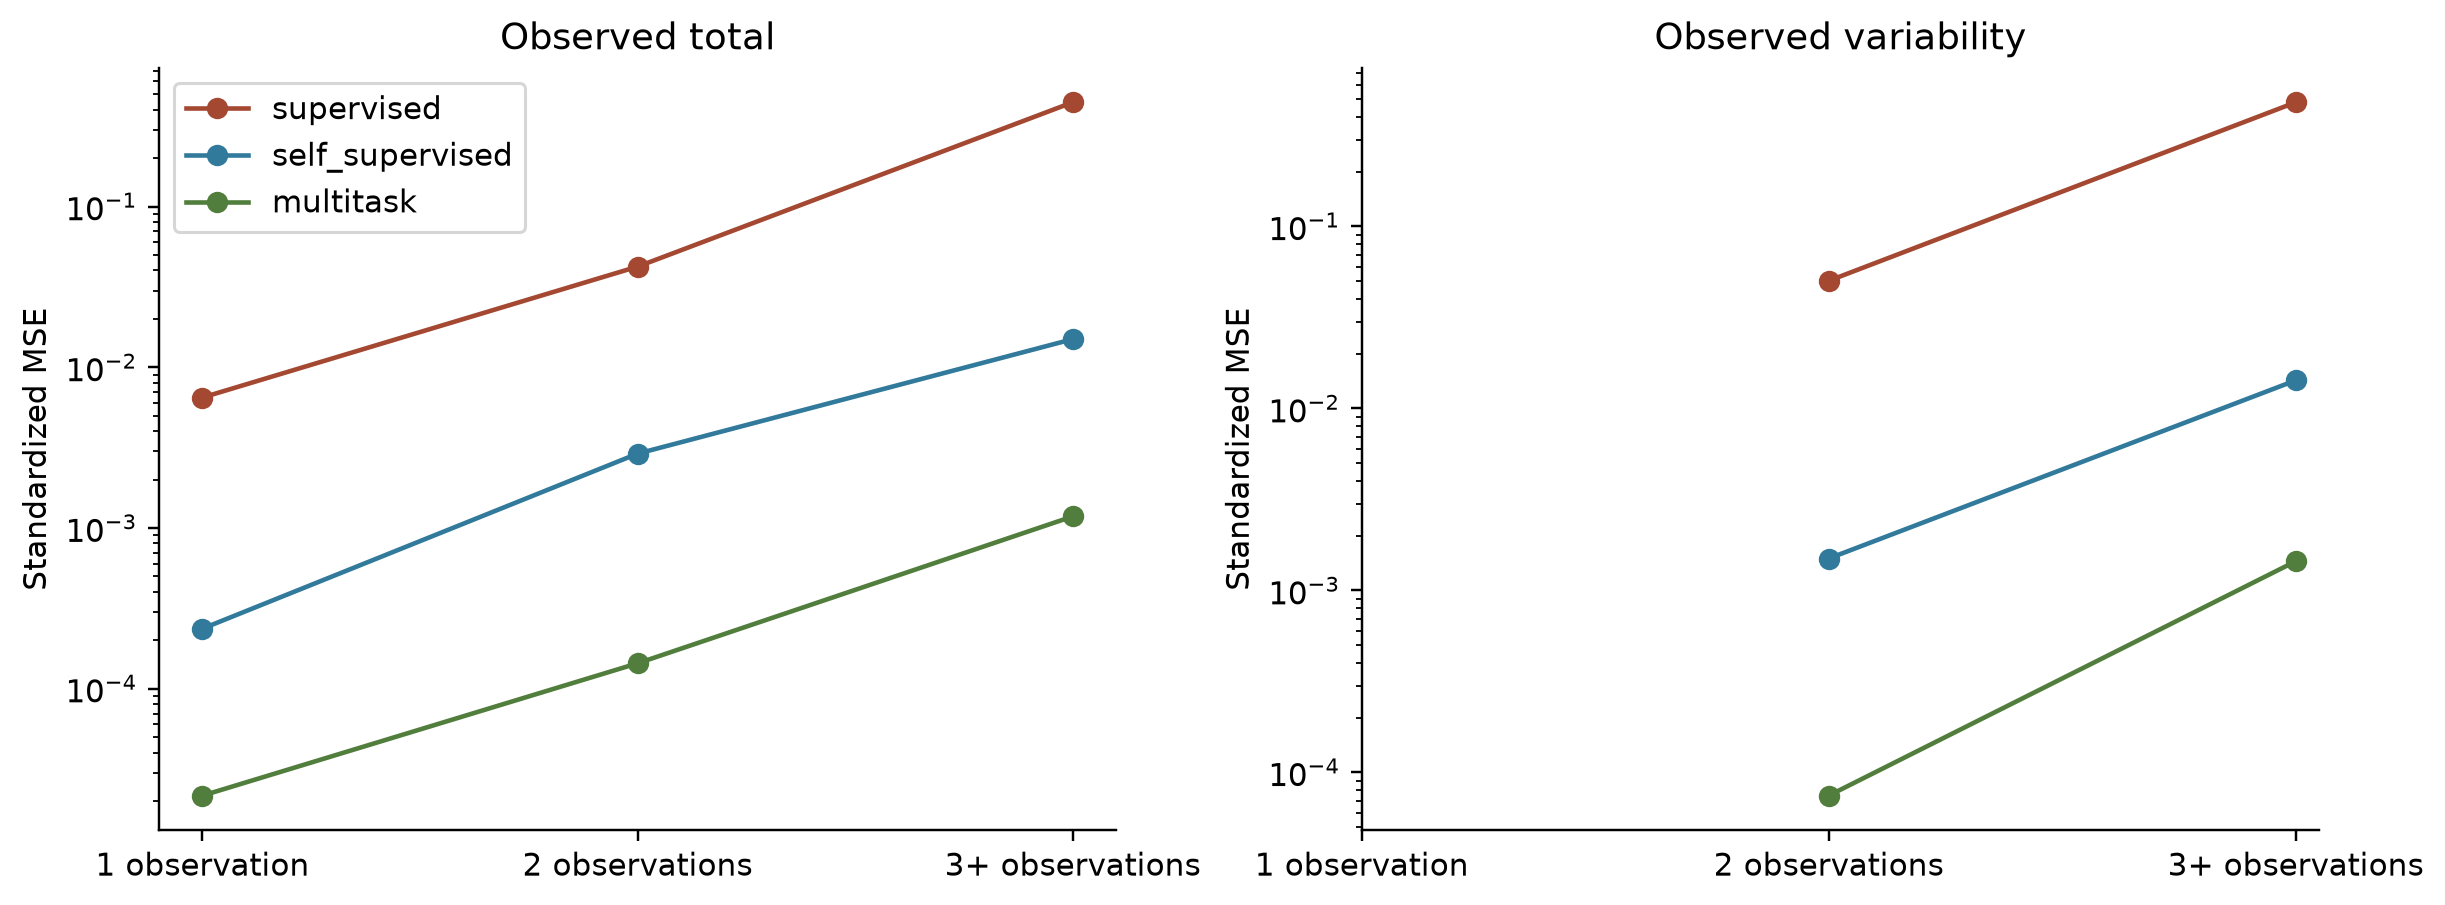 Observed total
supervised
self_supervised
multitask
Standardized MSE
10⁻¹
10⁻²
10⁻³
10⁻⁴
1 observation
2 observations
3+ observations
Observed variability
Standardized MSE
10⁻¹
10⁻²
10⁻³
10⁻⁴
1 observation
2 observations
3+ observations